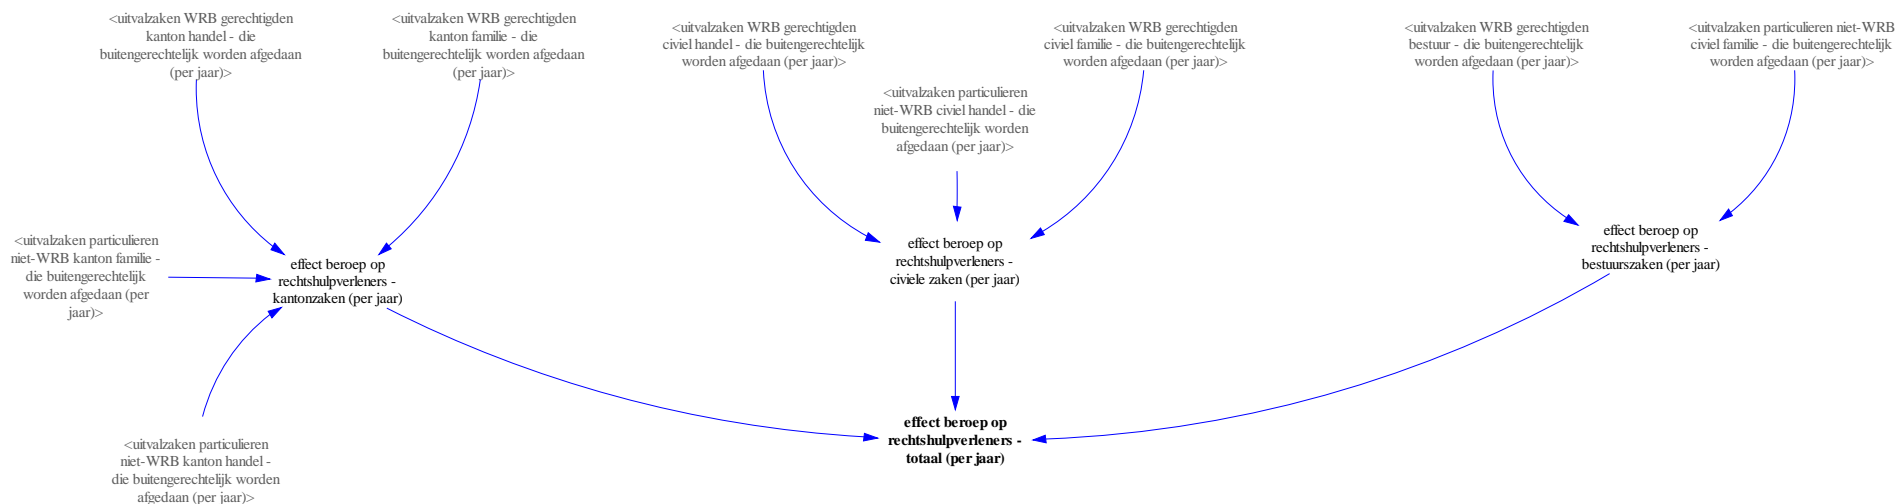 <uitvalzaken WRB gerechtigden
kanton handel - die
buitengerechtelijk worden afgedaan
(per jaar)>
<uitvalzaken WRB gerechtigden
kanton familie - die
buitengerechtelijk worden afgedaan
(per jaar)>
<uitvalzaken WRB gerechtigden
civiel handel - die buitengerechtelijk
worden afgedaan (per jaar)>
<uitvalzaken WRB gerechtigden
civiel familie - die buitengerechtelijk
worden afgedaan (per jaar)>
<uitvalzaken WRB gerechtigden
bestuur - die buitengerechtelijk
worden afgedaan (per jaar)>
<uitvalzaken particulieren niet-WRB
civiel familie - die buitengerechtelijk
worden afgedaan (per jaar)>
<uitvalzaken particulieren
niet-WRB civiel handel - die
buitengerechtelijk worden
afgedaan (per jaar)>
<uitvalzaken particulieren
niet-WRB kanton familie -
die buitengerechtelijk
worden afgedaan (per
jaar)>
effect beroep op
rechtshulpverleners -
kantonzaken (per jaar)
effect beroep op
rechtshulpverleners -
civiele zaken (per jaar)
effect beroep op
rechtshulpverleners -
bestuurszaken (per jaar)
effect beroep op
rechtshulpverleners -
totaal (per jaar)
<uitvalzaken particulieren
niet-WRB kanton handel -
die buitengerechtelijk worden
afgedaan (per jaar)>